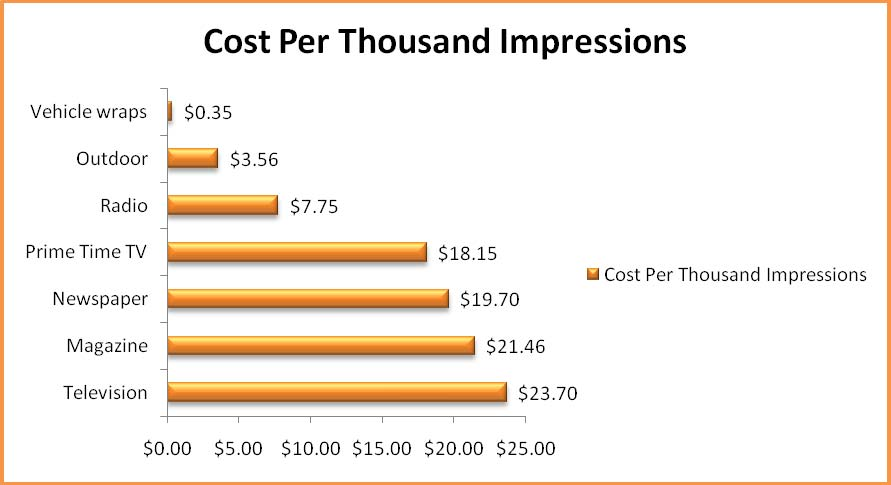 Cost Per Thousand Impressions
Vehicle wraps $0.35
Outdoor $3.56
Radio $7.75
Prime Time TV $18.15
Newspaper $19.70
Magazine $21.46
Television $23.70
$0.00 $5.00 $10.00 $15.00 $20.00 $25.00
Cost Per Thousand Impressions